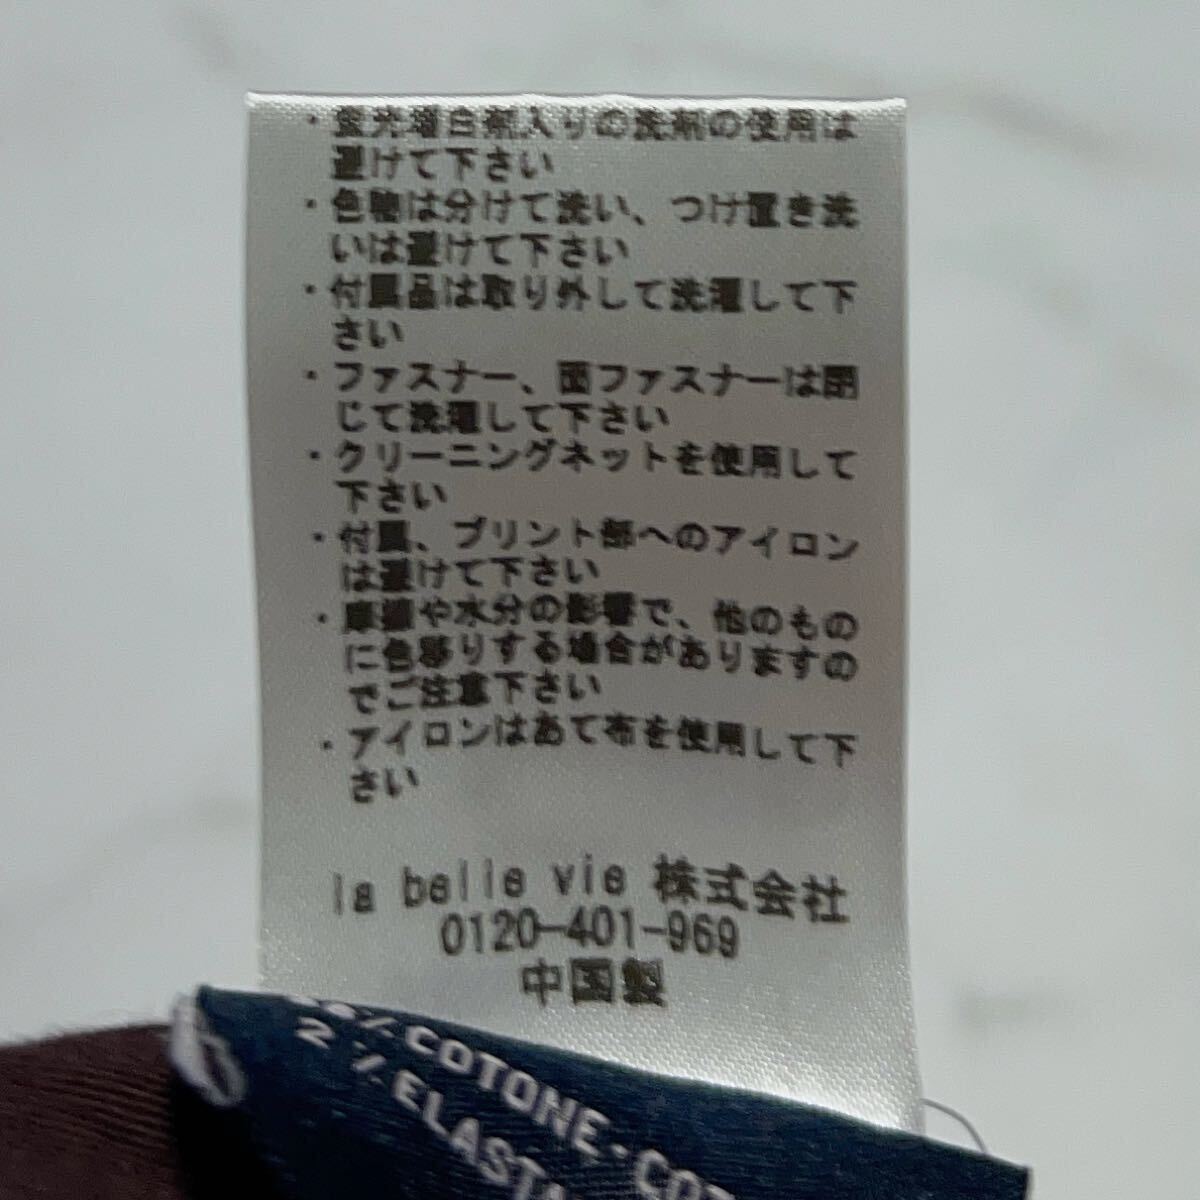 ・蛍光増白剤入りの洗剤の使用は
避けて下さい
・色物は分けて洗い、つけ置き洗
いは避けて下さい
・付属品は取り外して洗濯して下
さい
・ファスナー、面ファスナーは閉
じて洗濯して下さい
・クリーニングネットを使用して
下さい
・付属、プリント部へのアイロン
は避けて下さい
・摩擦や水分の影響で、他のもの
に色移りする場合がありますの
でご注意下さい
・アイロンはあて布を使用して下
さい
la belle vie 株式会社
0120-401-969
中国製
% COTONE・
2 % ELAST